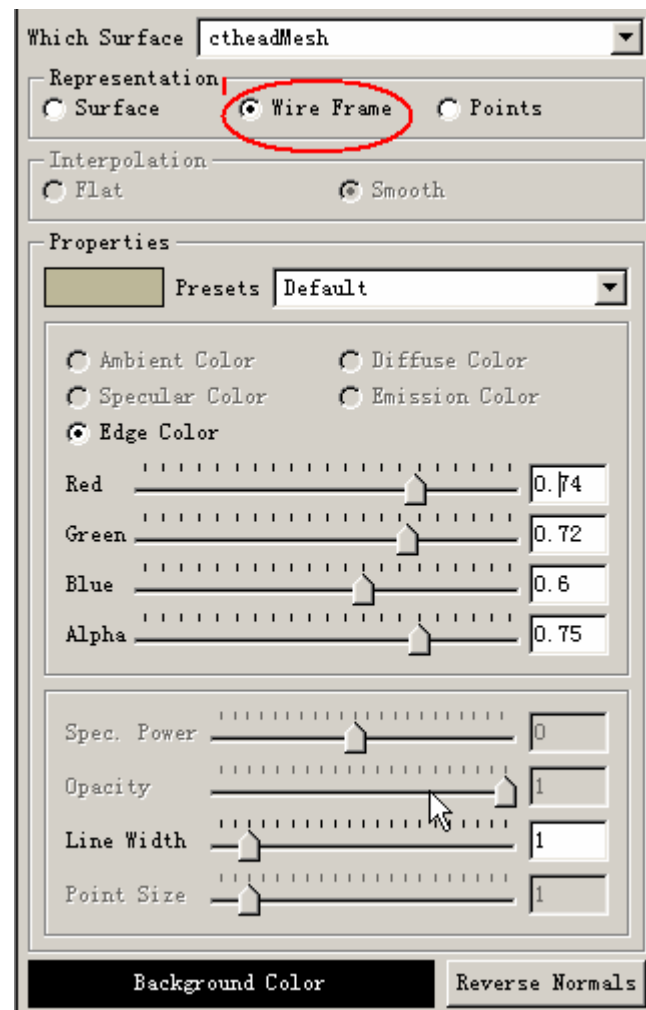 Which Surface ctheadMesh
Representation
Surface Wire Frame Points
Interpolation
Flat Smooth
Properties
Presets Default
Ambient Color Diffuse Color
Specular Color Emission Color
Edge Color
Red 0.74
Green 0.72
Blue 0.6
Alpha 0.75
Spec. Power 0
Opacity 1
Line Width 1
Point Size 1
Background Color Reverse Normals